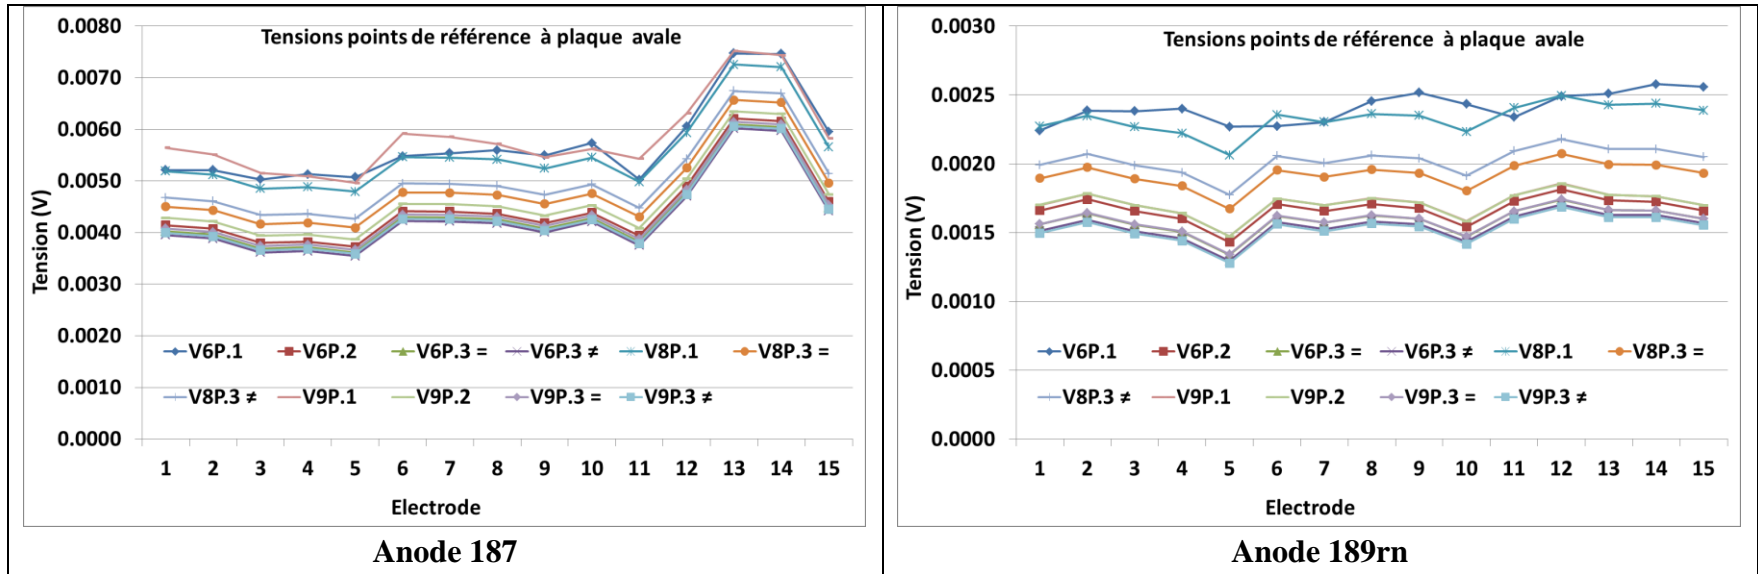 Tensions points de référence à plaque avale
0.0080
0.0070
0.0060
0.0050
0.0040
0.0030
0.0020
0.0010
0.0000
Tension (V)
V6P.1 V6P.2 V6P.3 = V6P.3 ≠ V8P.1 V8P.3 =
V8P.3 ≠ V9P.1 V9P.2 V9P.3 = V9P.3 ≠
1 2 3 4 5 6 7 8 9 10 11 12 13 14 15
Electrode
Anode 187
Tensions points de référence à plaque avale
0.0030
0.0025
0.0020
0.0015
0.0010
0.0005
0.0000
Tension (V)
V6P.1 V6P.2 V6P.3 = V6P.3 ≠ V8P.1 V8P.3 =
V8P.3 ≠ V9P.1 V9P.2 V9P.3 = V9P.3 ≠
1 2 3 4 5 6 7 8 9 10 11 12 13 14 15
Electrode
Anode 189rn